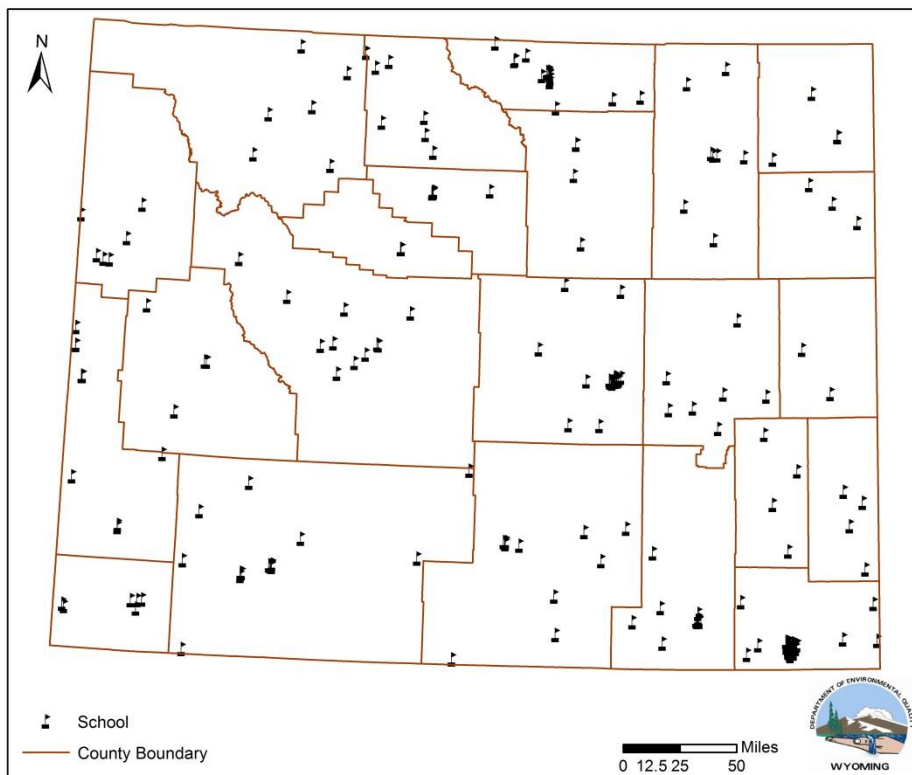 N
School
County Boundary
Miles
0 12.5 25 50
DEPARTMENT OF ENVIRONMENTAL QUALITY
WYOMING